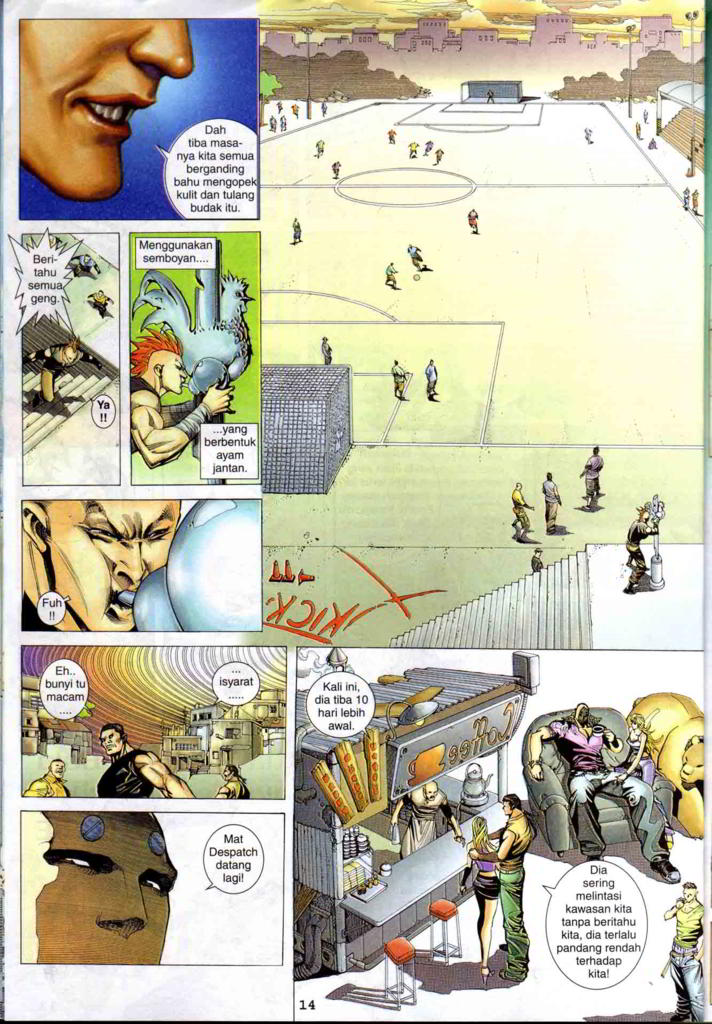 Dah
tiba masa-
nya kita semua
berganding
bahu mengopek
kulit dan tulang
budak itu.
Beri-
tahu
semua
geng.
Ya
!!
Menggunakan
semboyan....
...yang
berbentuk
ayam
jantan.
Fuh
!!
KICK
Eh..
bunyi tu
macam
....
...
isyarat
.....
Mat
Despatch
datang
lagi!
Kali ini,
dia tiba 10
hari lebih
awal.
Coffee
Dia
sering
melintasi
kawasan kita
tanpa beritahu
kita, dia terlalu
pandang rendah
terhadap
kita!
14